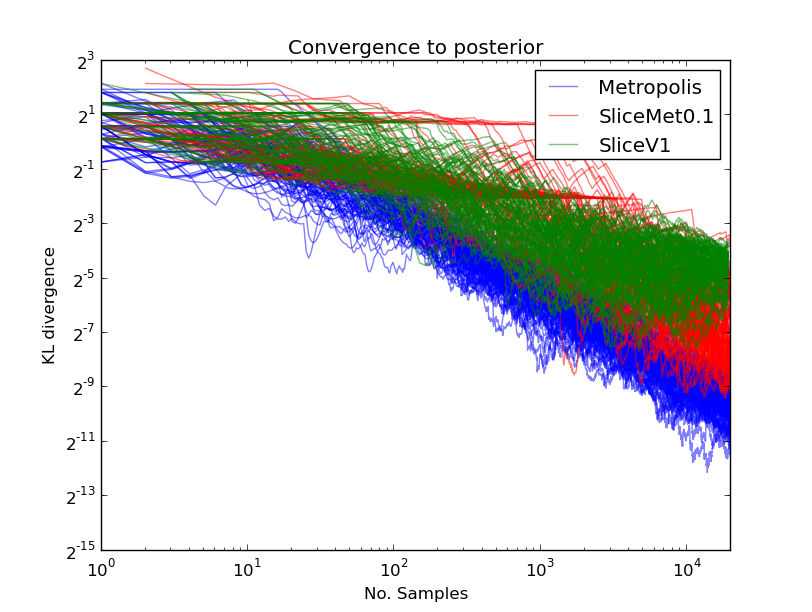 Convergence to posterior
KL divergence
2^3
2^1
2^-1
2^-3
2^-5
2^-7
2^-9
2^-11
2^-13
2^-15
Metropolis
SliceMet0.1
SliceV1
10^0 10^1 10^2 10^3 10^4
No. Samples